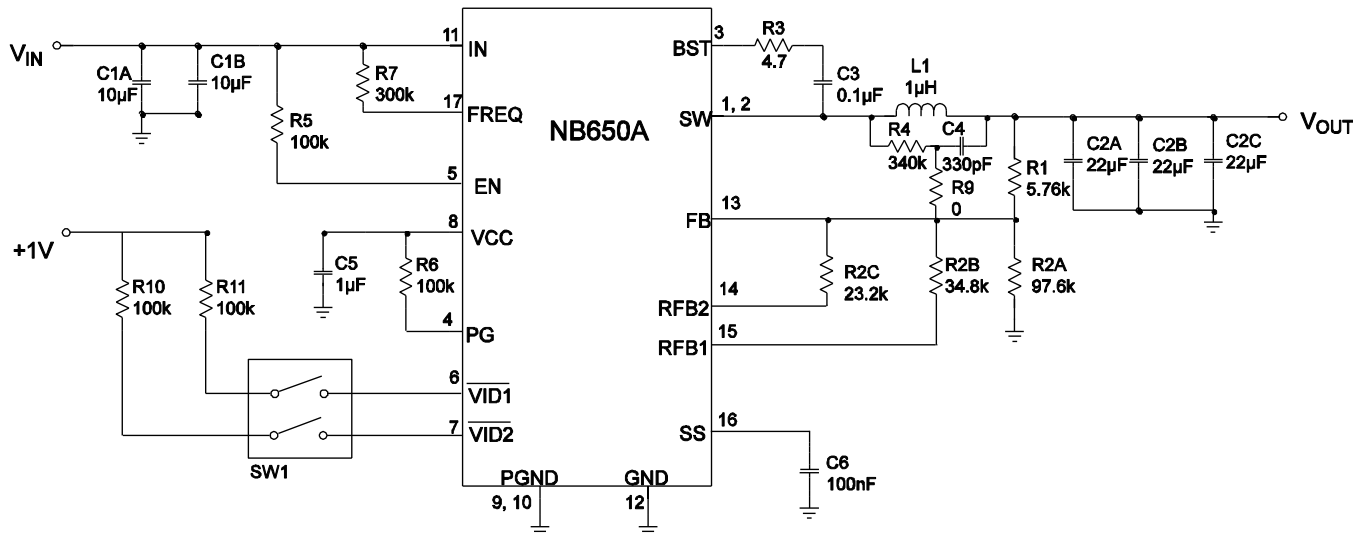 V_IN
C1A
10µF
C1B
10µF
R5
100k
R7
300k
11
IN
17
FREQ
5
EN
8
VCC
+1V
R10
100k
R11
100k
C5
1µF
R6
100k
4
PG
6
VID1
7
VID2
SW1
NB650A
PGND
9, 10
GND
12
3
BST
R3
4.7
C3
0.1µF
1, 2
SW
L1
1µH
R4
340k
C4
330pF
R9
0
R1
5.76k
C2A
22µF
C2B
22µF
C2C
22µF
V_OUT
13
FB
R2C
23.2k
R2B
34.8k
R2A
97.6k
14
RFB2
15
RFB1
16
SS
C6
100nF